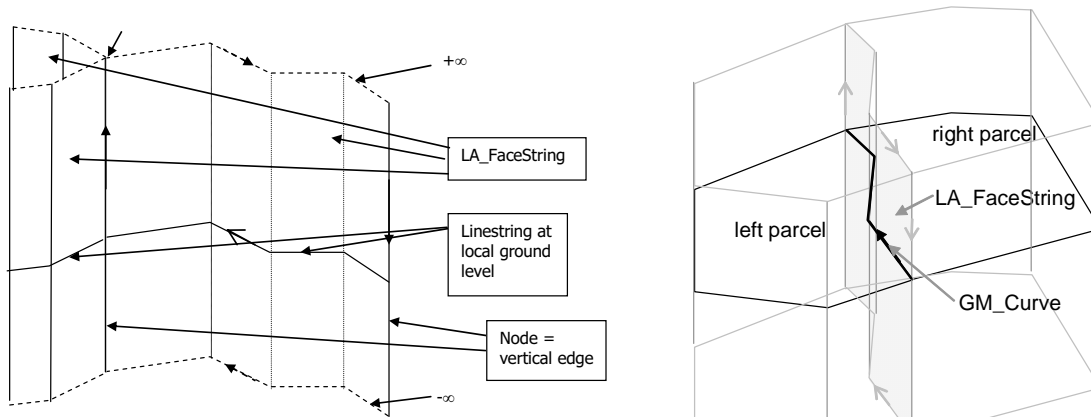 +∞
LA_FaceString
Linestring at
local ground
level
Node =
vertical edge
-∞
right parcel
LA_FaceString
left parcel
GM_Curve